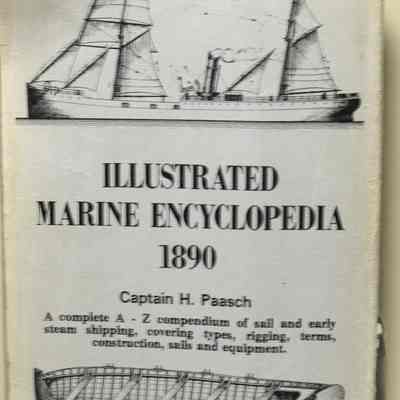 ILLUSTRATED
MARINE ENCYCLOPEDIA
1890
Captain H. Paasch
A complete A - Z compendium of sail and early
steam shipping, covering types, rigging, terms,
construction, sails and equipment.